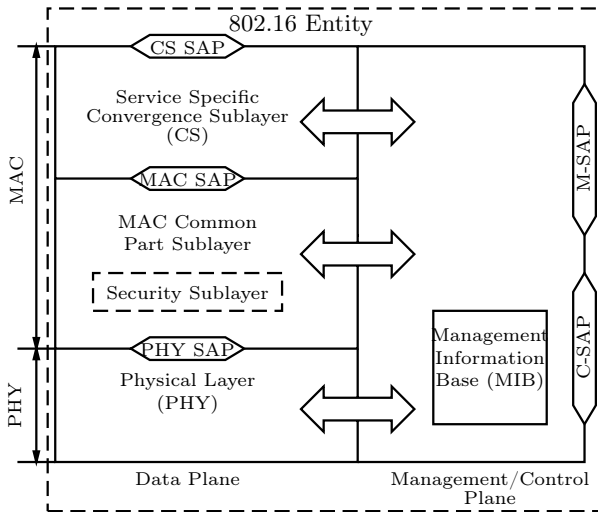 802.16 Entity
CS SAP
Service Specific
Convergence Sublayer
(CS)
MAC SAP
MAC Common
Part Sublayer
Security Sublayer
PHY SAP
Physical Layer
(PHY)
MAC
PHY
M-SAP
C-SAP
Management
Information
Base (MIB)
Data Plane
Management/Control
Plane